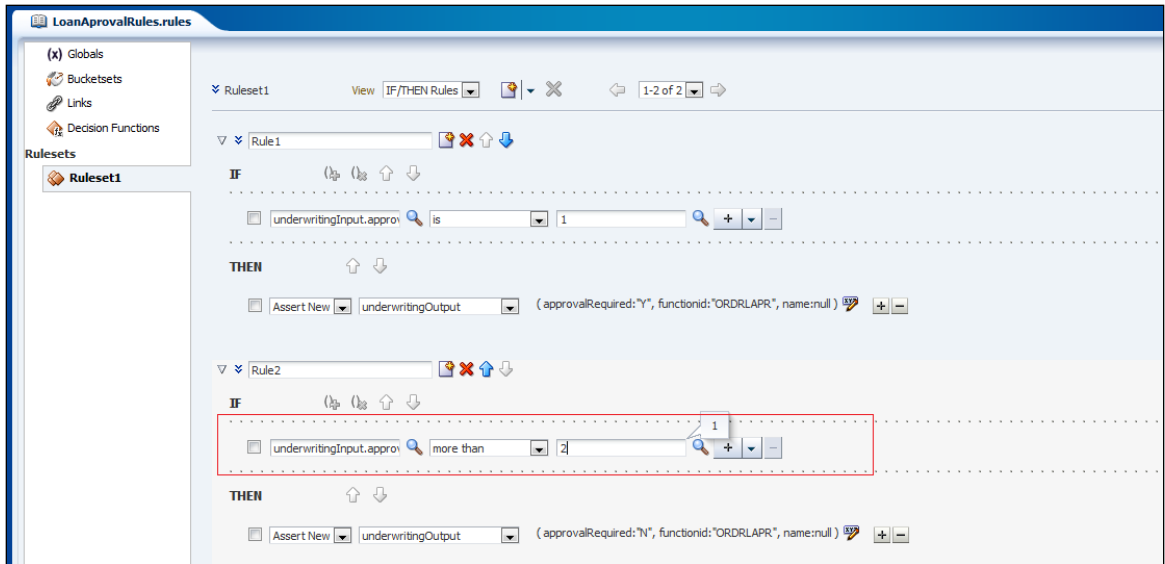 LoanAprovalRules.rules
(x) Globals
Bucketsets
Links
Decision Functions
Rulesets
Ruleset1
Ruleset1 View IF/THEN Rules 1-2 of 2
Rule1
IF
underwritingInput.approv is 1
THEN
Assert New underwritingOutput ( approvalRequired:"Y", functionid:"ORDRLAPR", name:null )
Rule2
IF
1
underwritingInput.approv more than 2
THEN
Assert New underwritingOutput ( approvalRequired:"N", functionid:"ORDRLAPR", name:null )